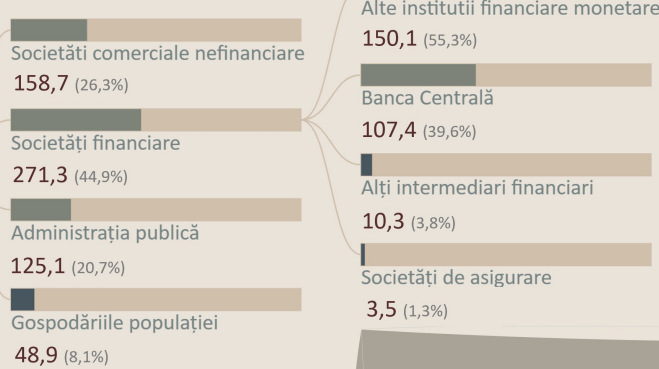 Societăti comerciale nefinanciare
158,7 (26,3%)
Societăți financiare
271,3 (44,9%)
Administrația publică
125,1 (20,7%)
Gospodăriile populației
48,9 (8,1%)
Alte institutii financiare monetare
150,1 (55,3%)
Banca Centrală
107,4 (39,6%)
Alți intermediari financiari
10,3 (3,8%)
Societăți de asigurare
3,5 (1,3%)